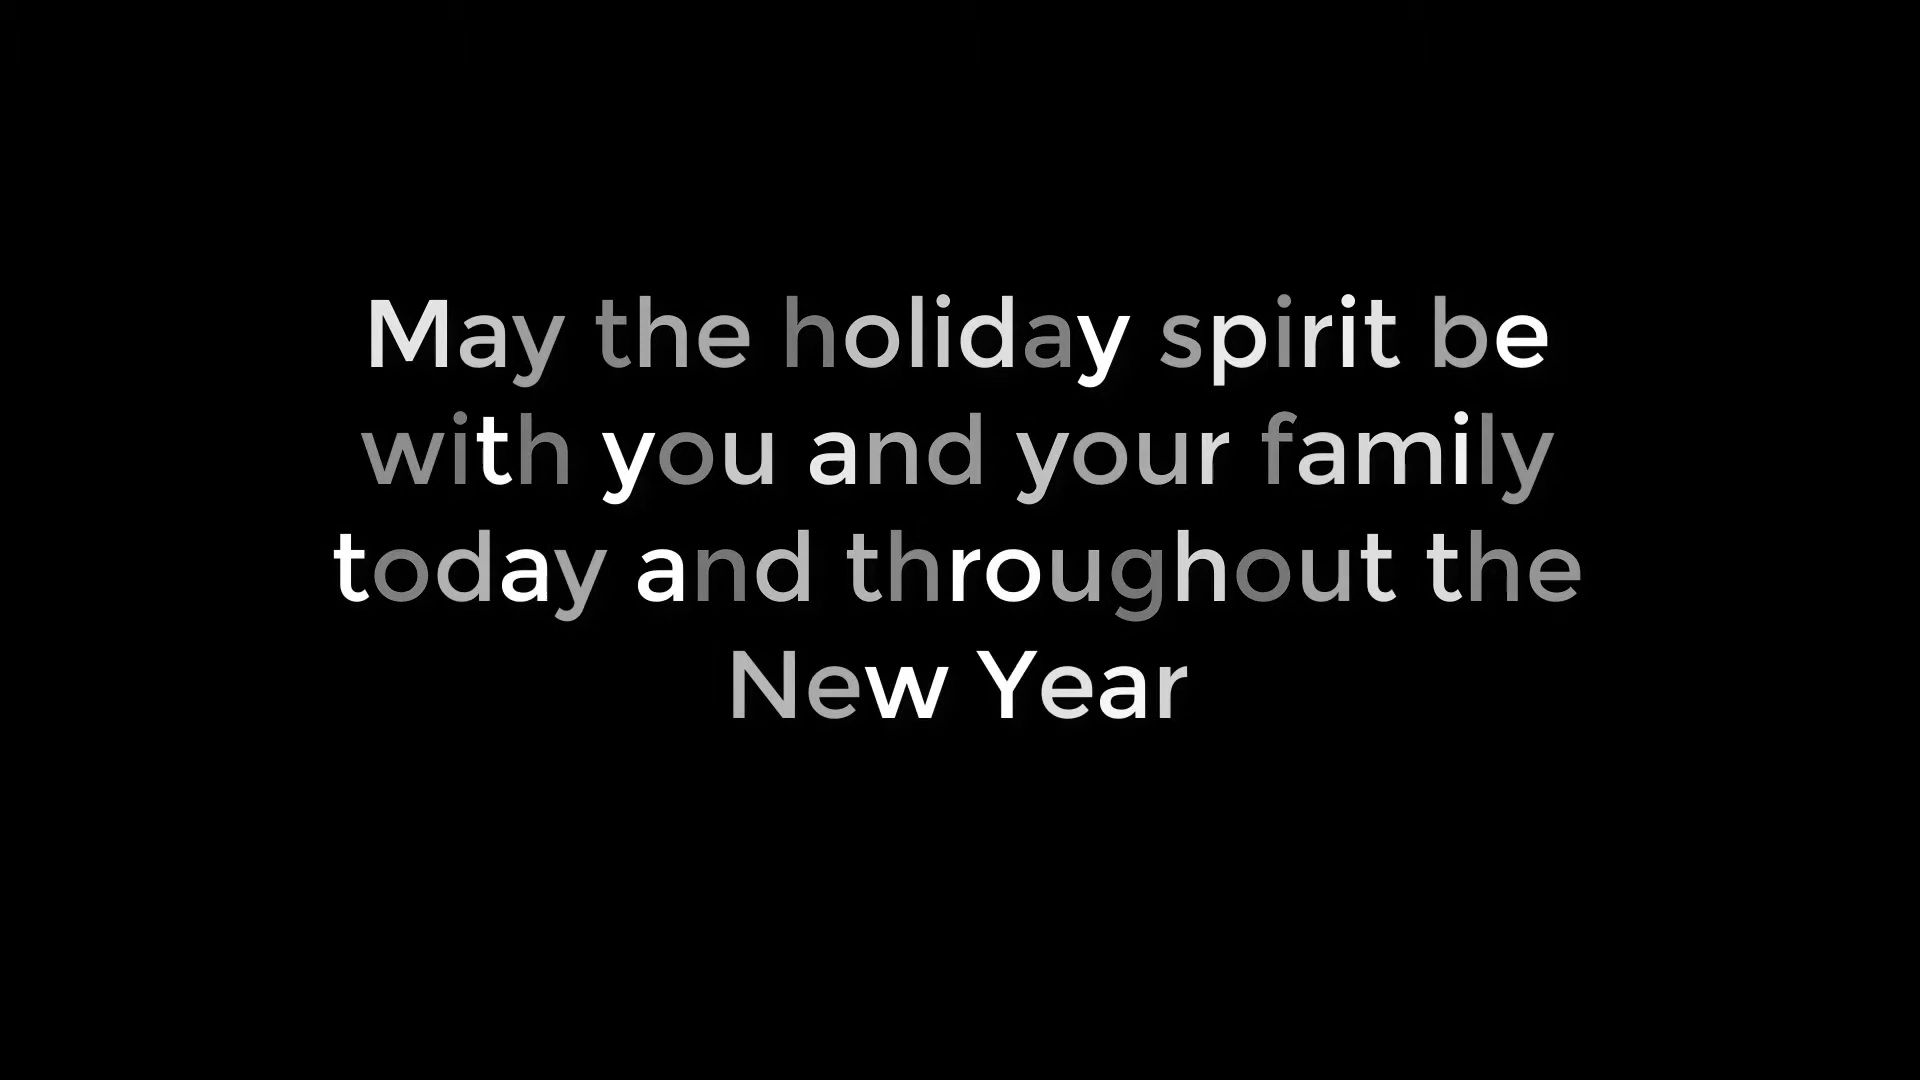 May the holiday spirit be
with you and your family
today and throughout the
New Year